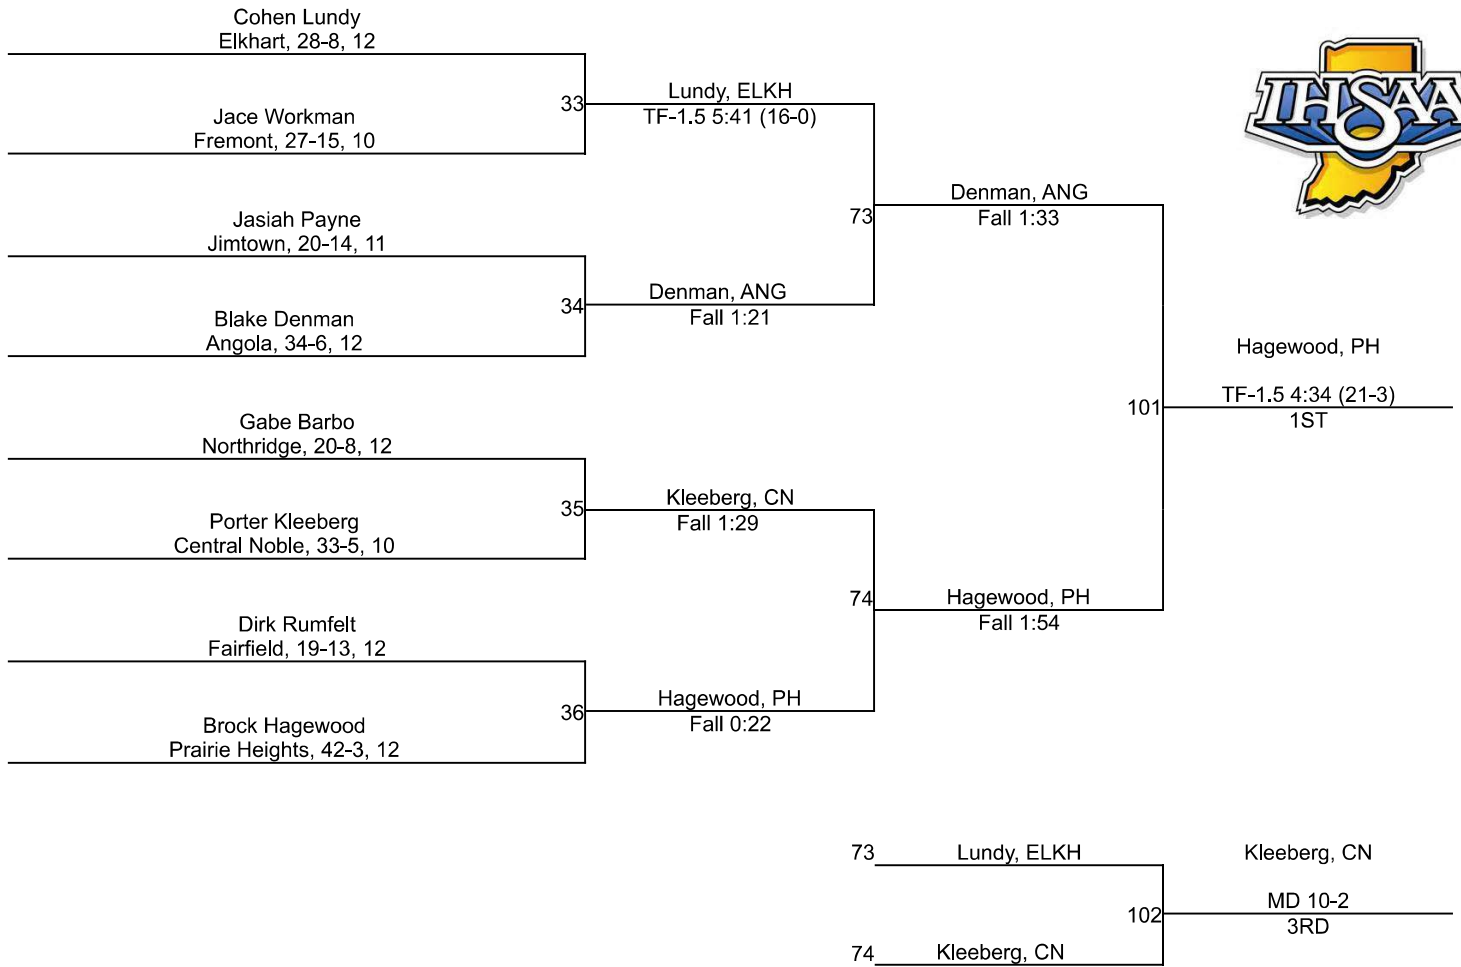 Cohen Lundy
Elkhart, 28-8, 12
33
Lundy, ELKH
TF-1.5 5:41 (16-0)
Jace Workman
Fremont, 27-15, 10
IHSAA
73
Denman, ANG
Fall 1:33
Jasiah Payne
Jimtown, 20-14, 11
34
Denman, ANG
Fall 1:21
Blake Denman
Angola, 34-6, 12
101
Hagewood, PH
TF-1.5 4:34 (21-3)
1ST
Gabe Barbo
Northridge, 20-8, 12
35
Kleeberg, CN
Fall 1:29
Porter Kleeberg
Central Noble, 33-5, 10
74
Hagewood, PH
Fall 1:54
Dirk Rumfelt
Fairfield, 19-13, 12
36
Hagewood, PH
Fall 0:22
Brock Hagewood
Prairie Heights, 42-3, 12
73
Lundy, ELKH
102
Kleeberg, CN
MD 10-2
3RD
74
Kleeberg, CN